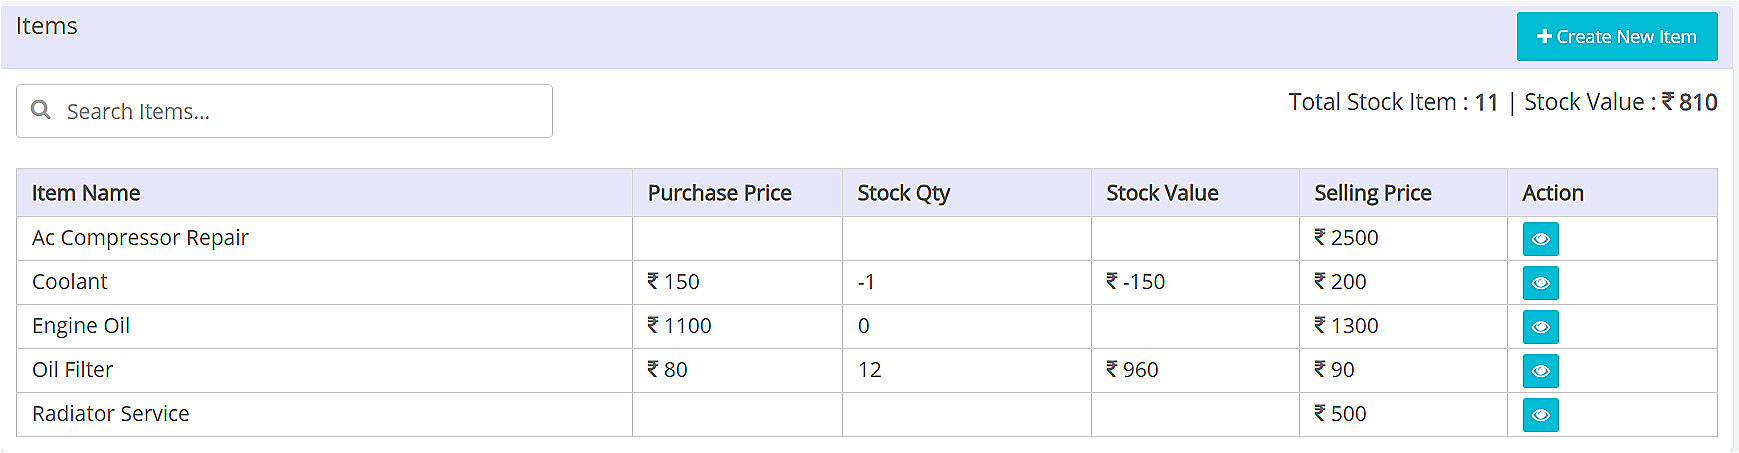 Items
+ Create New Item
Search Items...
Total Stock Item : 11 | Stock Value : ₹ 810
Item Name Purchase Price Stock Qty Stock Value Selling Price Action
Ac Compressor Repair ₹ 2500
Coolant ₹ 150 -1 ₹ -150 ₹ 200
Engine Oil ₹ 1100 0 ₹ 1300
Oil Filter ₹ 80 12 ₹ 960 ₹ 90
Radiator Service ₹ 500